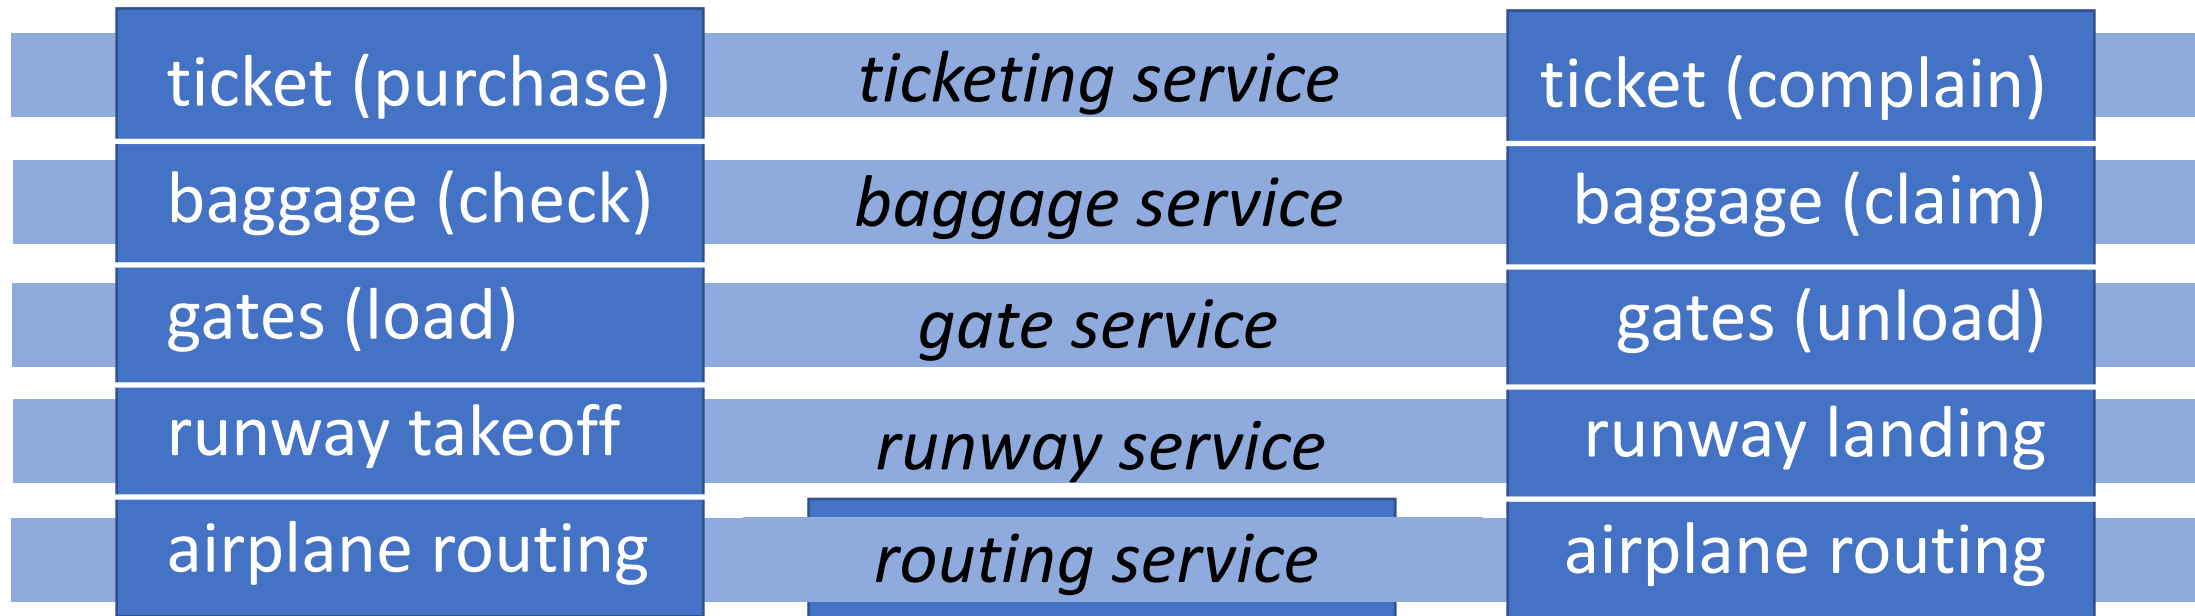 ticket (purchase) ticketing service ticket (complain)
baggage (check) baggage service baggage (claim)
gates (load) gate service gates (unload)
runway takeoff runway service runway landing
airplane routing routing service airplane routing